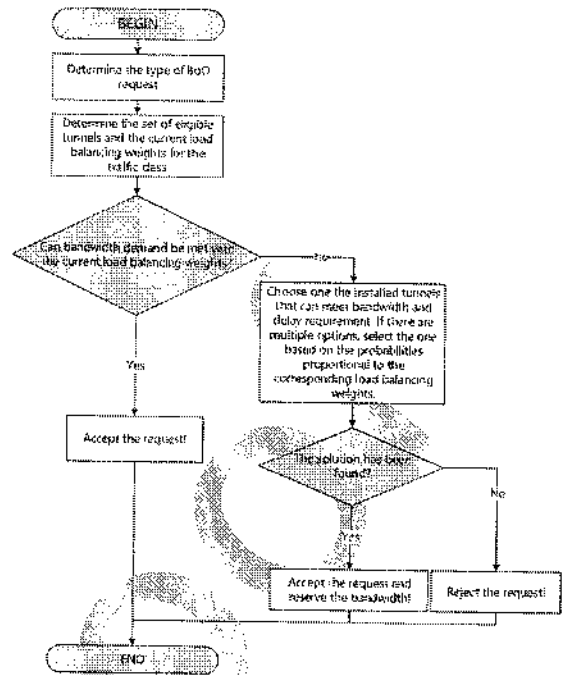 BEGIN
Determine the type of BoD
request
Determine the set of eligible
tunnels and the current load
balancing weights for the
traffic class
Can bandwidth demand be met with
the current load balancing weights
No
Choose one the installed tunnels
that can meet bandwidth and
delay requirement. If there are
multiple options, select the one
based on the probabilities
proportional to the
corresponding load balancing
weights.
Yes
Accept the request!
The solution has been
found?
No
Yes
Accept the request and
reserve the bandwidth!
Reject the request!
END